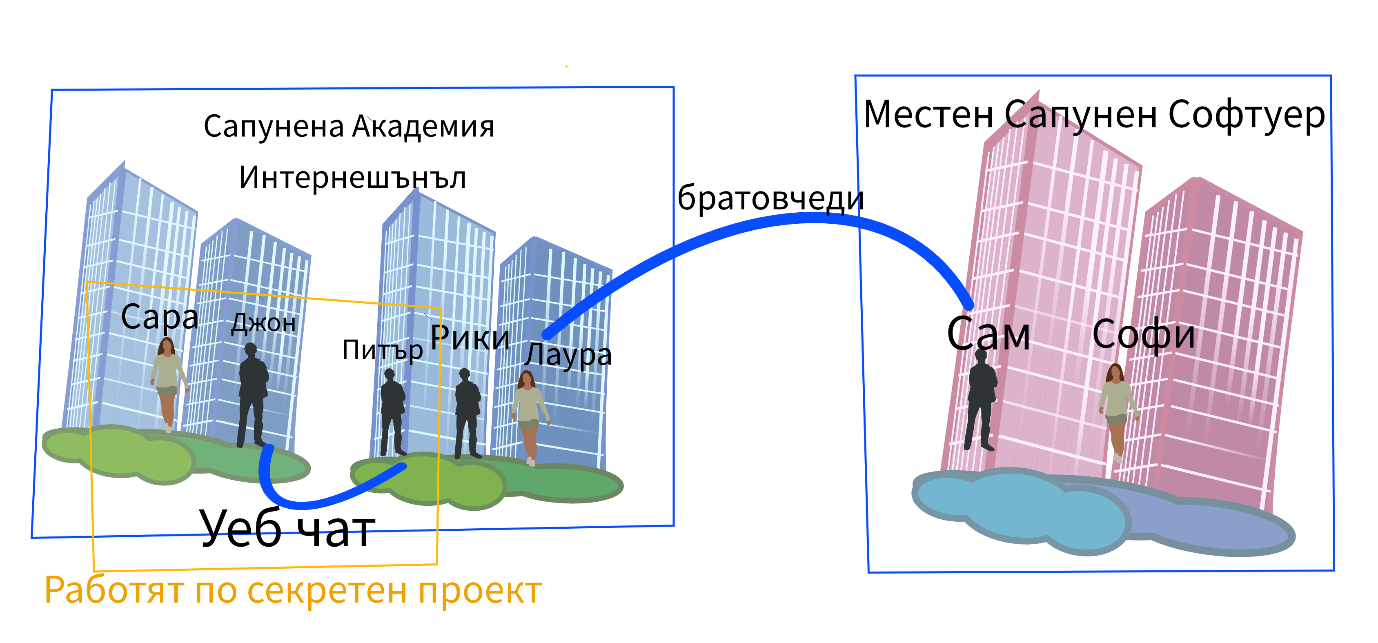 Сапунена Академия
Интернешънъл
Местен Сапунен Софтуер
братовчеди
Сара
Джон
Питър
Рики
Лаура
Сам
Софи
Уеб чат
Работят по секретен проект